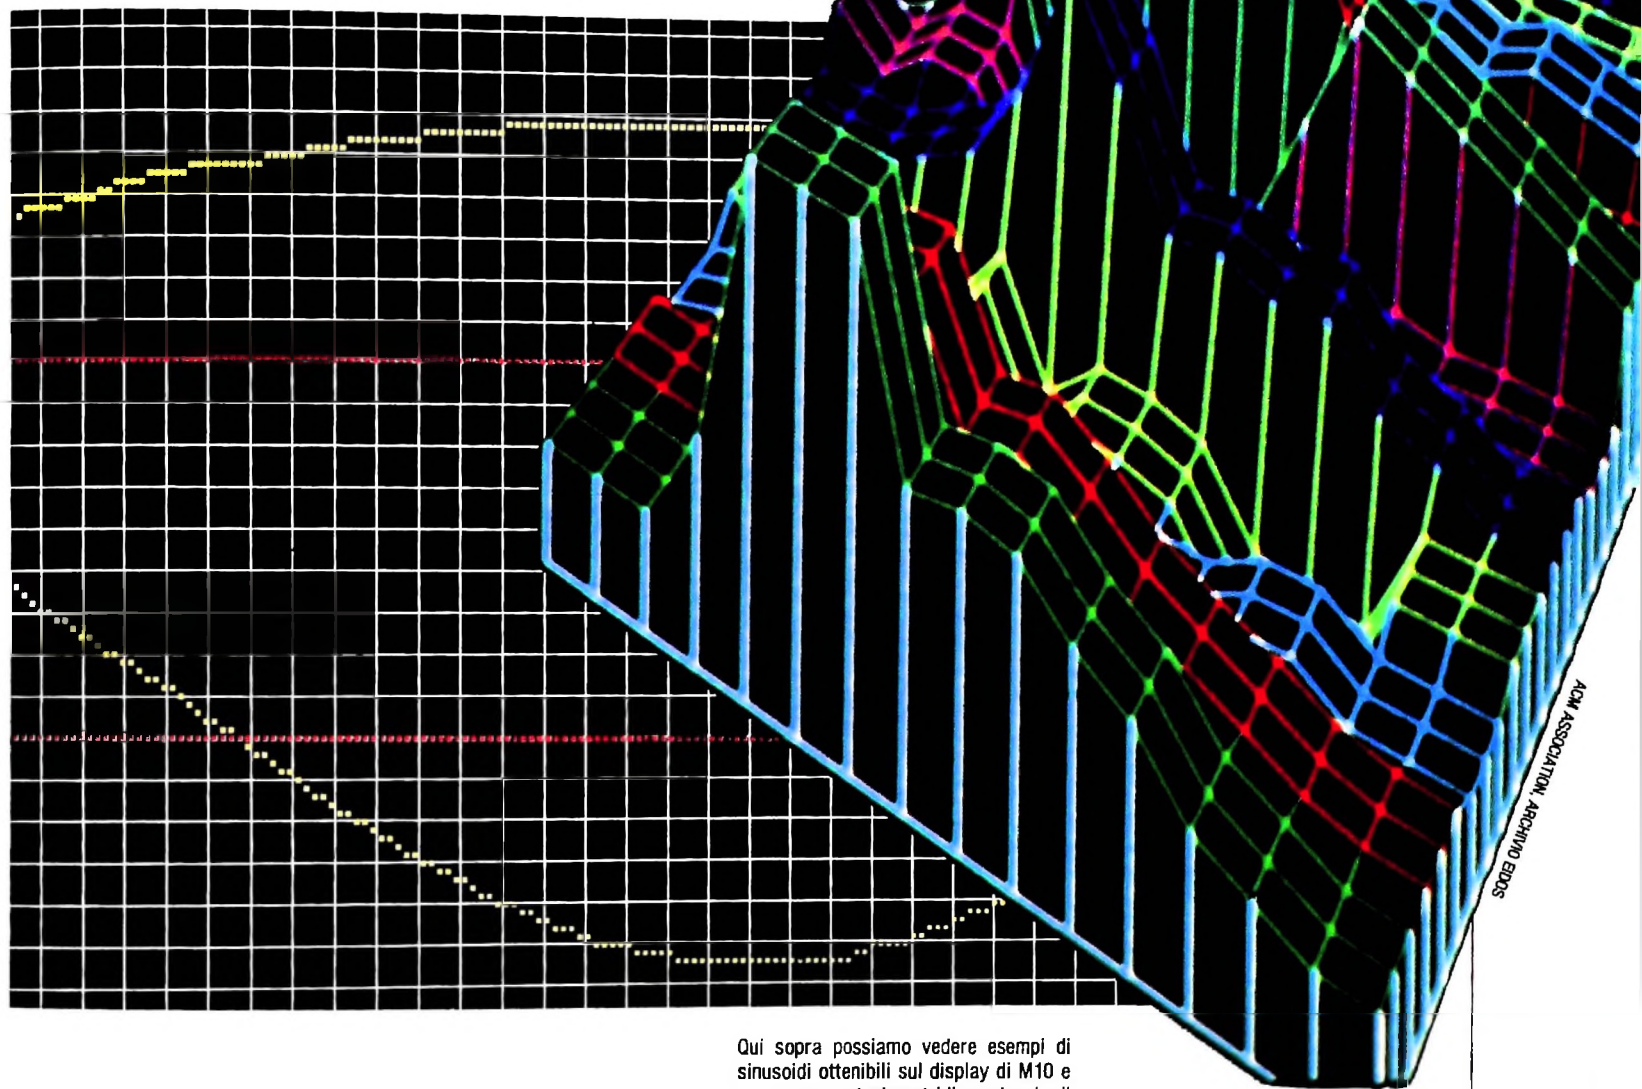 ACM ASSOCIATION, ARCHIVIO EIDOS
Qui sopra possiamo vedere esempi di
sinusoidi ottenibili sul display di M10 e